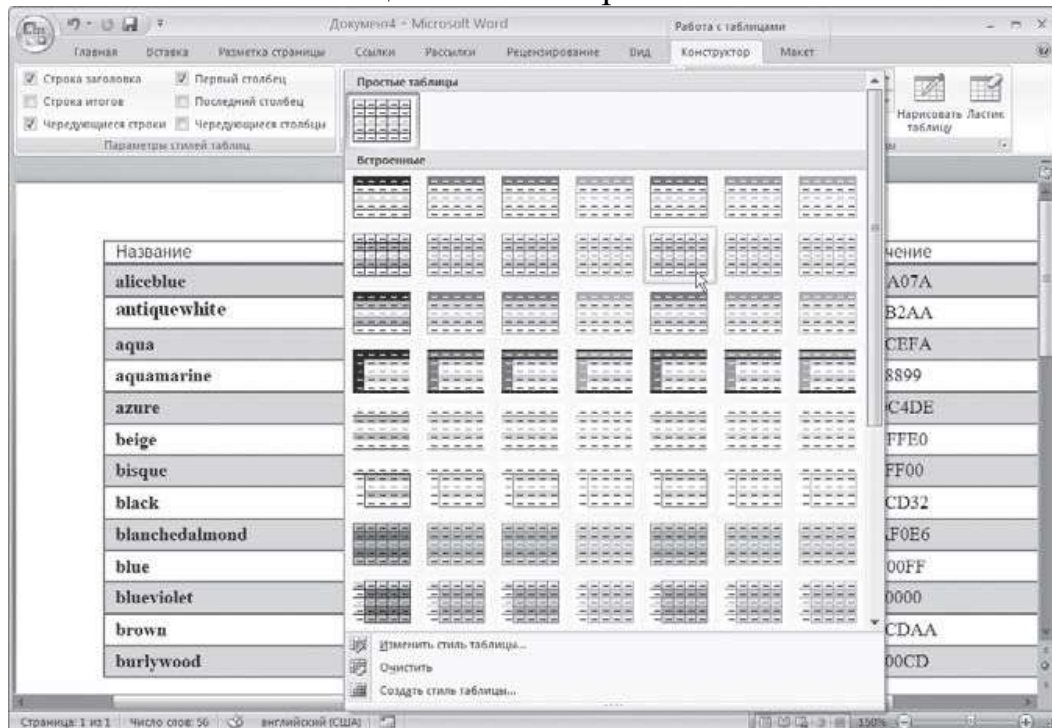 Документ4 - Microsoft Word
Работа с таблицами
Главная Вставка Разметка страницы Ссылки Рассылки Рецензирование Вид Конструктор Макет
Строка заголовка Первый столбец
Строка итогов Последний столбец
Чередующиеся строки Чередующиеся столбцы
Параметры стилей таблиц
Простые таблицы
Встроенные
Нарисовать таблицу Ластик
Название чение
aliceblue A07A
antiquewhite B2AA
aqua CEFA
aquamarine 8899
azure C4DE
beige FFE0
bisque FF00
black CD32
blanchedalmond F0E6
blue 00FF
blueviolet 0000
brown CDAA
burlywood 00CD
Изменить стиль таблицы...
Очистить
Создать стиль таблицы...
Страница: 1 из 1 Число слов: 56 английский (США) 150%